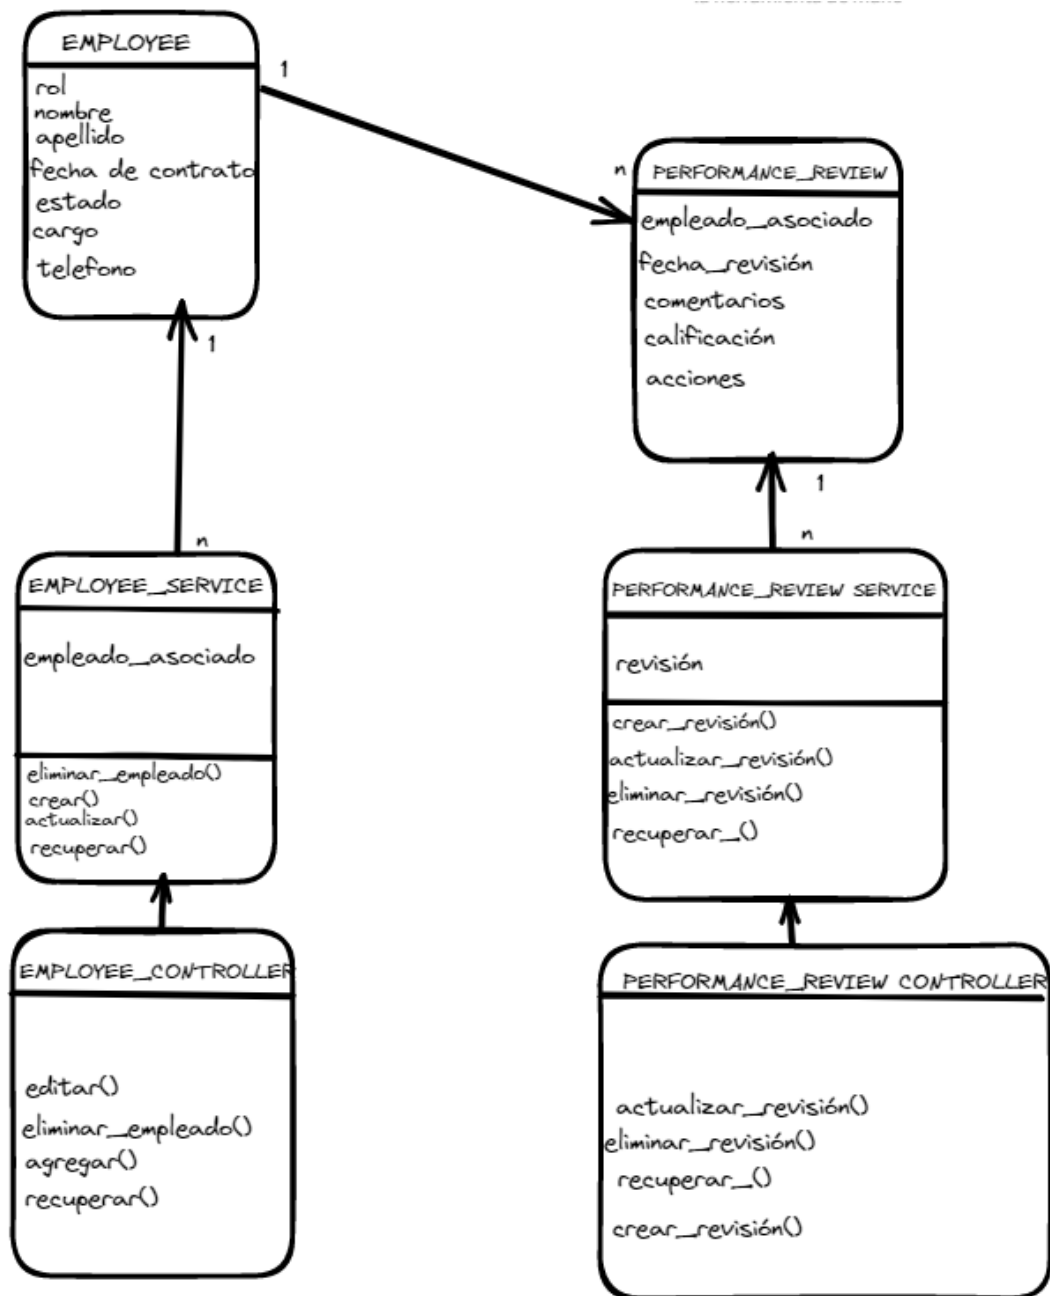 EMPLOYEE
rol
nombre
apellido
fecha de contrato
estado
cargo
telefono
1
n
PERFORMANCE_REVIEW
empleado_asociado
fecha_revisión
comentarios
calificación
acciones
1
n
EMPLOYEE_SERVICE
empleado_asociado
eliminar_empleado()
crear()
actualizar()
recuperar()
1
n
PERFORMANCE_REVIEW SERVICE
revisión
crear_revisión()
actualizar_revisión()
eliminar_revisión()
recuperar_()
EMPLOYEE_CONTROLLER
editar()
eliminar_empleado()
agregar()
recuperar()
PERFORMANCE_REVIEW CONTROLLER
actualizar_revisión()
eliminar_revisión()
recuperar_()
crear_revisión()